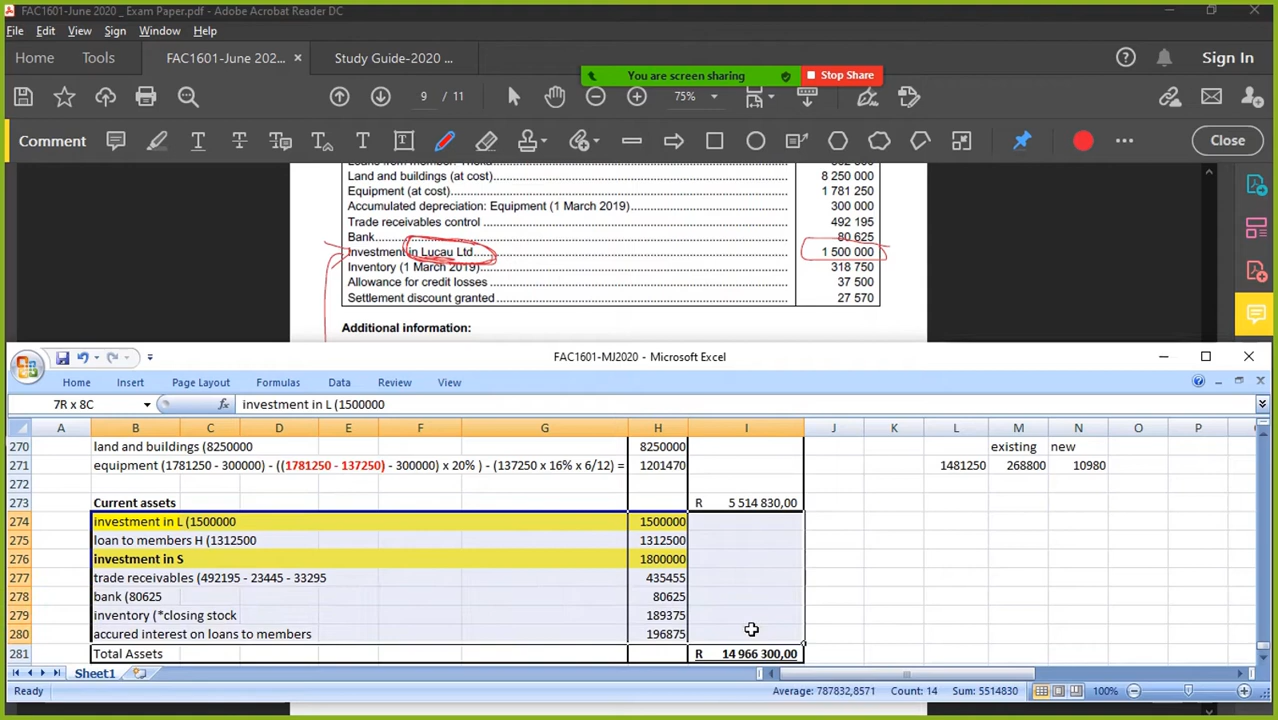 FAC1601-June 2020 _ Exam Paper.pdf - Adobe Acrobat Reader DC
File Edit View Sign Window Help
Home Tools FAC1601-June 202... × Study Guide-2020 ... Sign In
You are screen sharing Stop Share
9 / 11 75%
Comment Close
Land and buildings (at cost) 8 250 000
Equipment (at cost) 1 781 250
Accumulated depreciation: Equipment (1 March 2019) 300 000
Trade receivables control 492 195
Bank 80 625
Investment in Lucau Ltd 1 500 000
Inventory (1 March 2019) 318 750
Allowance for credit losses 37 500
Settlement discount granted 27 570
Additional information:
FAC1601-MJ2020 - Microsoft Excel
Home Insert Page Layout Formulas Data Review View
7R x 8C fx investment in L (1500000
A B C D E F G H I J K L M N O P
270 land and buildings (8250000 8250000 existing new
271 equipment (1781250 - 300000) - ((1781250 - 137250) - 300000) x 20% ) - (137250 x 16% x 6/12) = 1201470 1481250 268800 10980
272
273 Current assets R 5 514 830,00
274 investment in L (1500000 1500000
275 loan to members H (1312500 1312500
276 investment in S 1800000
277 trade receivables (492195 - 23445 - 33295 435455
278 bank (80625 80625
279 inventory (*closing stock 189375
280 accured interest on loans to members 196875
281 Total Assets R 14 966 300,00
Sheet1
Ready Average: 787832,8571 Count: 14 Sum: 5514830 100%